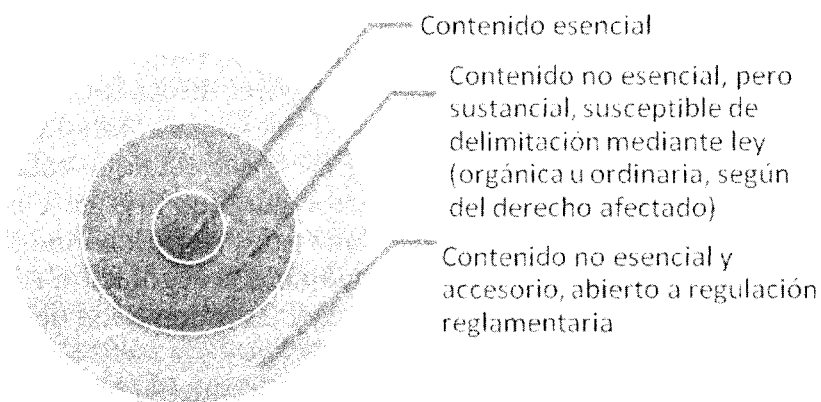 Contenido esencial
Contenido no esencial, pero
sustancial, susceptible de
delimitación mediante ley
(orgánica u ordinaria, según
del derecho afectado)
Contenido no esencial y
accesorio, abierto a regulación
reglamentaria